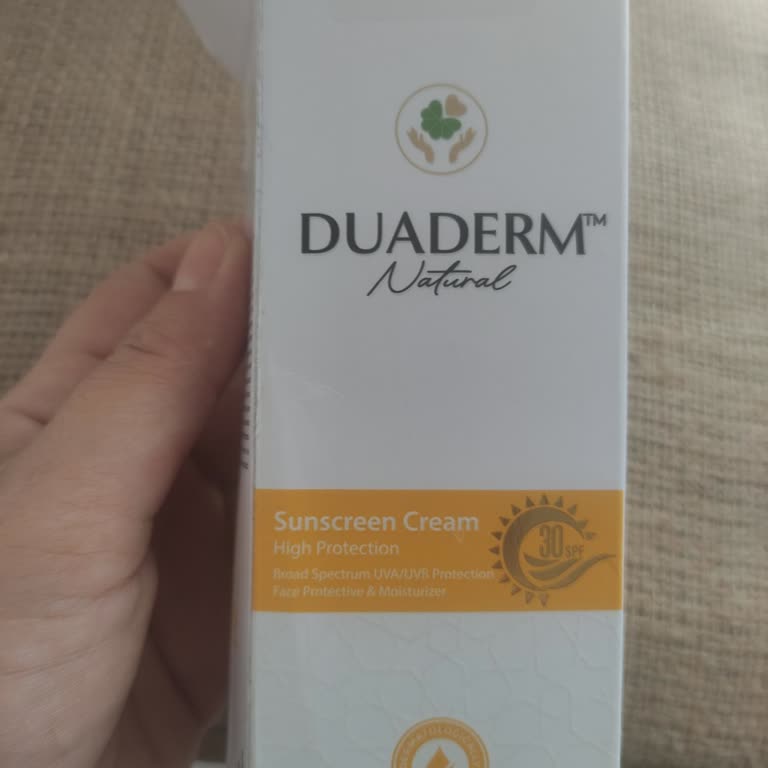 DUADERM™
Natural
Sunscreen Cream
High Protection
Broad Spectrum UVA/UVB Protection
Face Protective & Moisturizer
30 SPF